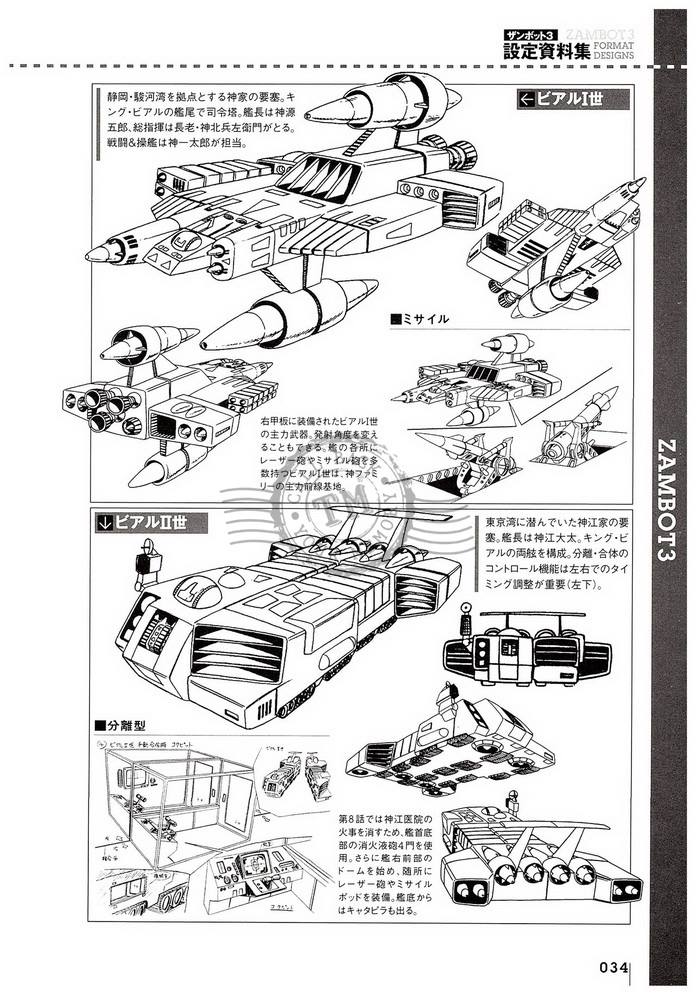 ザンボット3
設定資料集
ZAMBOT3
FORMAT
DESIGNS
←ビアルI世
静岡・駿河湾を拠点とする神家の要塞。キ
ング・ビアルの艦尾で司令塔。艦長は神源
五郎、総指揮は長老・神北兵左衛門がとる。
戦闘&操艦は神一太郎が担当。
■ミサイル
右甲板に装備されたビアルI世
の主力武器。発射角度を変え
ることもできる。艦の各所に
レーザー砲やミサイル砲を多
数持つビアルI世は、神ファミ
リーの主力前線基地。
↓ビアルII世
東京湾に潜んでいた神江家の要
塞。艦長は神江大太。キング・ビ
アルの両舷を構成。分離・合体の
コントロール機能は左右でのタイ
ミング調整が重要(左下)。
■分離型
コクピット
第8話では神江医院の
火事を消すため、艦首底
部の消火液砲4門を使
用。さらに艦右前部の
ドームを始め、随所に
レーザー砲やミサイル
ポッドを装備。艦底から
はキャタピラも出る。
ZAMBOT3
TM
034